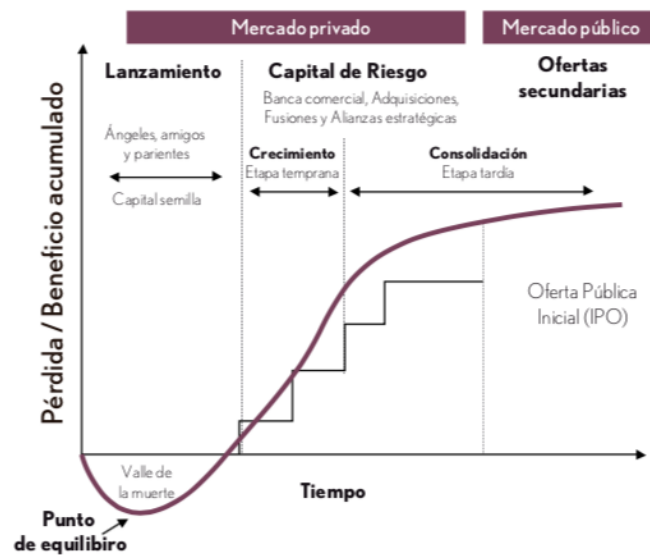 Mercado privado
Mercado público
Lanzamiento
Capital de Riesgo
Banca comercial, Adquisiciones,
Fusiones y Alianzas estratégicas
Ofertas
secundarias
Ángeles, amigos
y parientes
Capital semilla
Crecimiento
Etapa temprana
Consolidación
Etapa tardía
Pérdida / Beneficio acumulado
Oferta Pública
Inicial (IPO)
Valle de
la muerte
Tiempo
Punto
de equilibiro